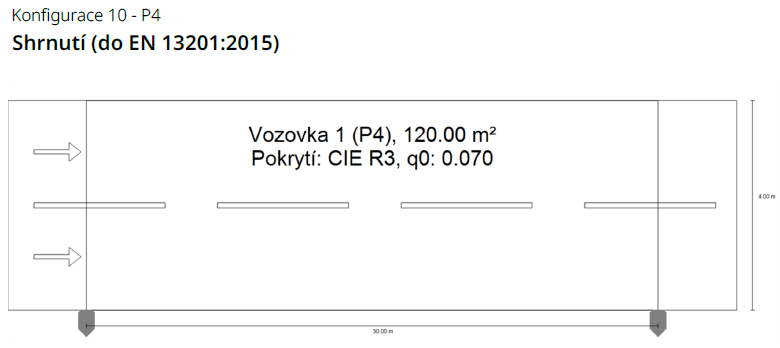 Konfigurace 10 - P4
Shrnutí (do EN 13201:2015)
Vozovka 1 (P4), 120.00 m²
Pokrytí: CIE R3, q0: 0.070
4.00 m
30.00 m